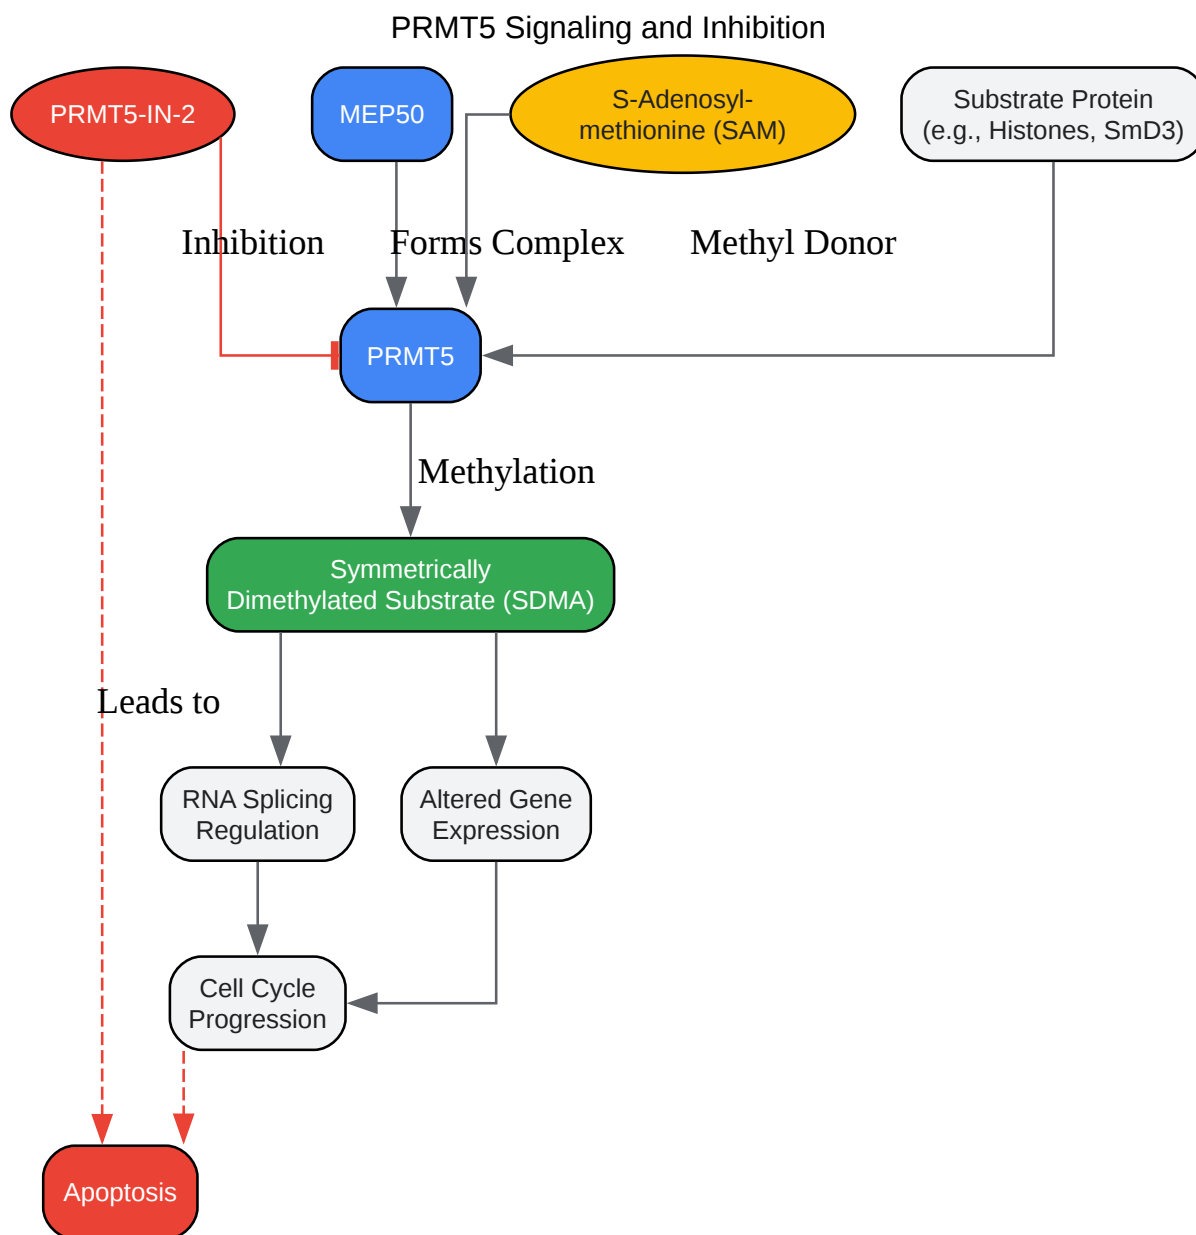 PRMT5 Signaling and Inhibition
PRMT5-IN-2
MEP50
S-Adenosyl-
methionine (SAM)
Substrate Protein
(e.g., Histones, SmD3)
Inhibition
Forms Complex
Methyl Donor
PRMT5
Methylation
Symmetrically
Dimethylated Substrate (SDMA)
Leads to
RNA Splicing
Regulation
Altered Gene
Expression
Cell Cycle
Progression
Apoptosis